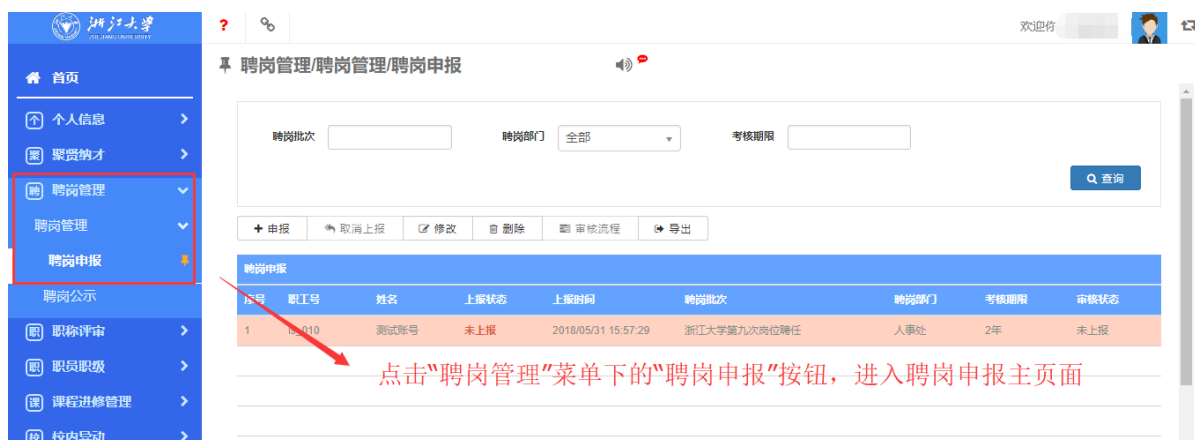 浙江大学
ZHEJIANG UNIVERSITY
?
欢迎你
首页
聘岗管理/聘岗管理/聘岗申报
个 个人信息
聚 聚贤纳才
聘 聘岗管理
聘岗管理
聘岗申报
聘岗公示
职 职称评审
职 职员职级
课 课程进修管理
校 校内异动
聘岗批次
聘岗部门 全部
考核期限
查询
申报 取消上报 修改 删除 审核流程 导出
聘岗申报
序号 职工号 姓名 上报状态 上报时间 聘岗批次 聘岗部门 考核期限 审核状态
1 测试账号 未上报 2018/05/31 15:57:29 浙江大学第九次岗位聘任 人事处 2年 未上报
点击“聘岗管理”菜单下的“聘岗申报”按钮，进入聘岗申报主页面